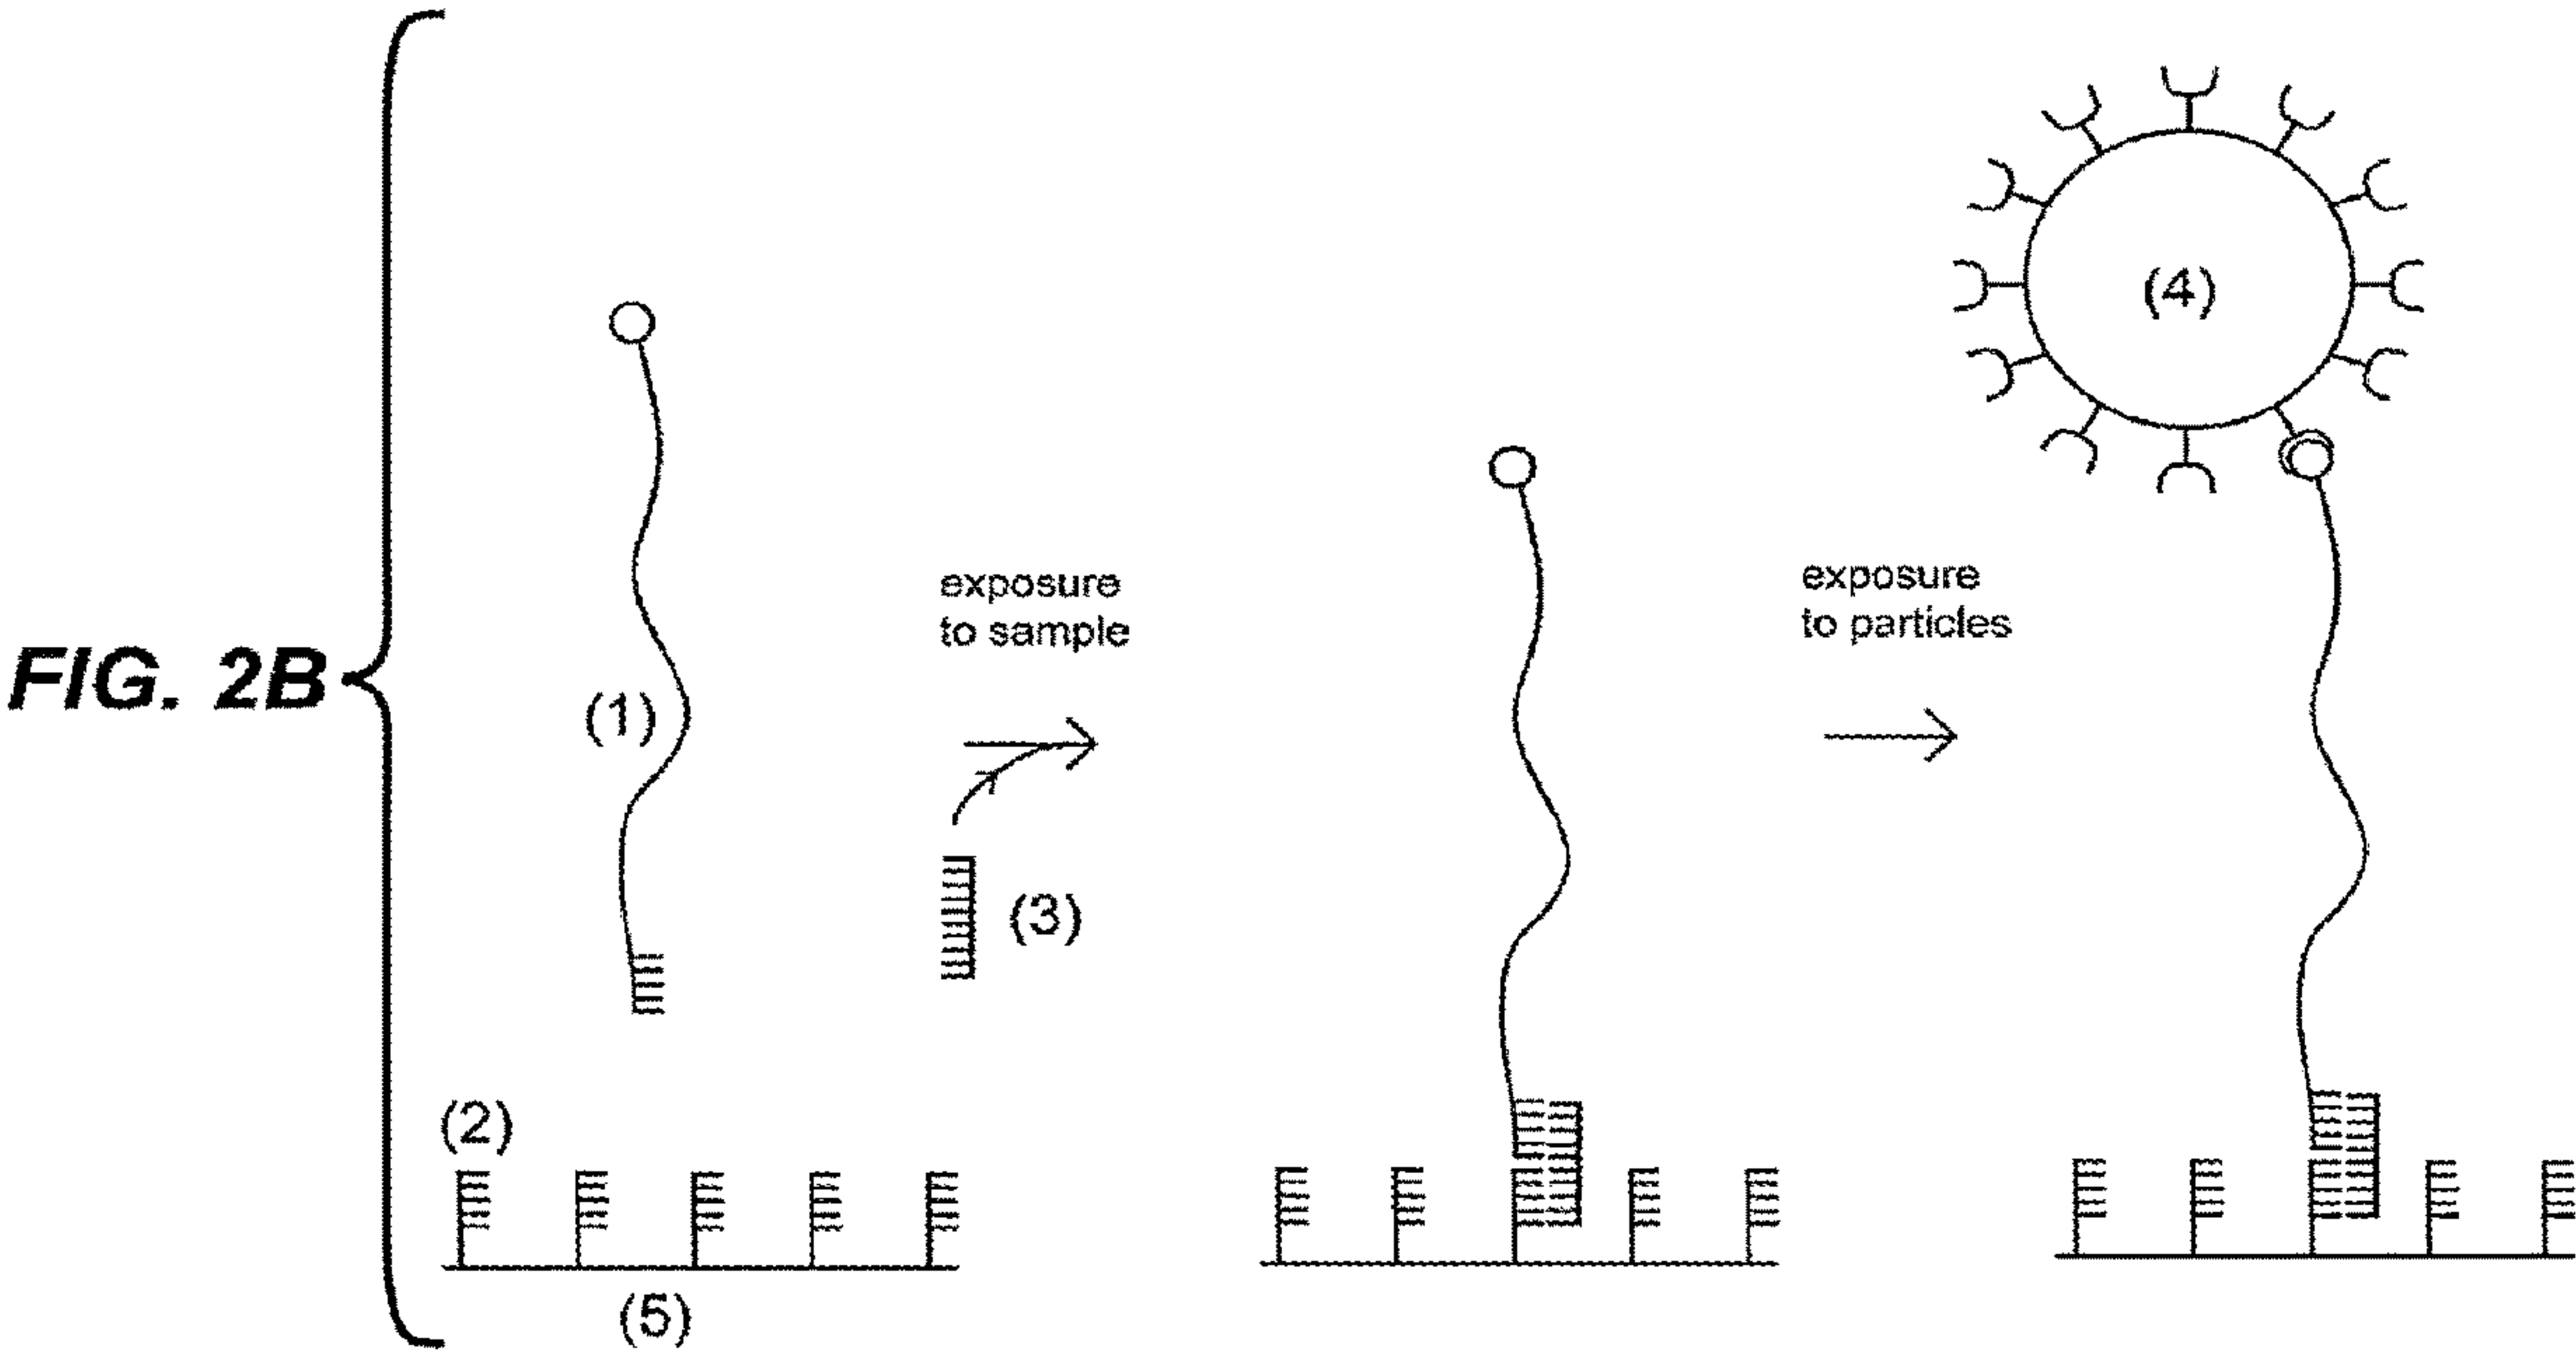 FIG. 2B
(1)
exposure
to sample
(3)
(2)
(5)
exposure
to particles
(4)